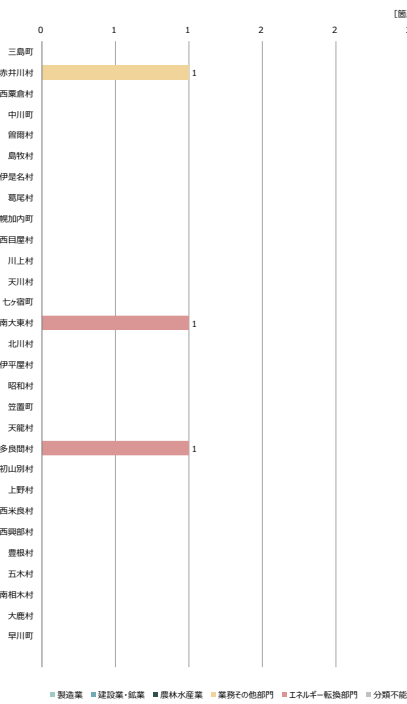 [箇
0 1 1 2 2
三島町
赤井川村 1
西粟倉村
中川町
曽爾村
島牧村
伊是名村
葛尾村
幌加内町
西目屋村
川上村
天川村
七ヶ宿町
南大東村 1
北川村
伊平屋村
昭和村
笠置町
天龍村
多良間村 1
初山別村
上野村
西米良村
西興部村
豊根村
五木村
南相木村
大鹿村
早川町
製造業 建設業・鉱業 農林水産業 業務その他部門 エネルギー転換部門 分類不能